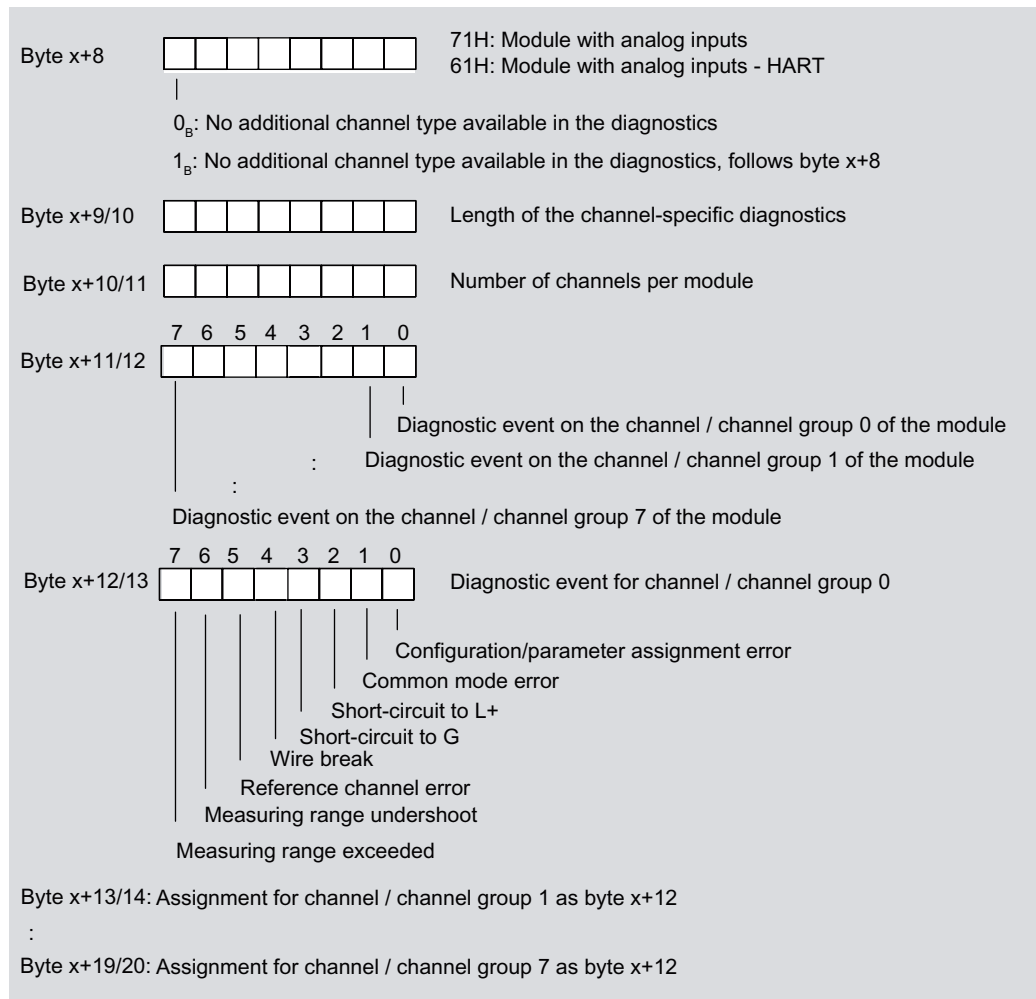 Byte x+8
71H: Module with analog inputs
61H: Module with analog inputs - HART
0B: No additional channel type available in the diagnostics
1B: No additional channel type available in the diagnostics, follows byte x+8
Byte x+9/10 Length of the channel-specific diagnostics
Byte x+10/11 Number of channels per module
7 6 5 4 3 2 1 0
Byte x+11/12
Diagnostic event on the channel / channel group 0 of the module
: Diagnostic event on the channel / channel group 1 of the module
:
Diagnostic event on the channel / channel group 7 of the module
7 6 5 4 3 2 1 0
Byte x+12/13 Diagnostic event for channel / channel group 0
Configuration/parameter assignment error
Common mode error
Short-circuit to L+
Short-circuit to G
Wire break
Reference channel error
Measuring range undershoot
Measuring range exceeded
Byte x+13/14: Assignment for channel / channel group 1 as byte x+12
:
Byte x+19/20: Assignment for channel / channel group 7 as byte x+12